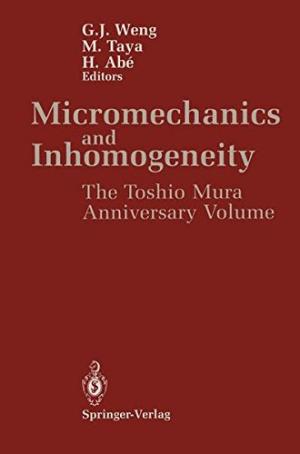 G.J. Weng
M. Taya
H. Abé
Editors
Micromechanics
and
Inhomogeneity
The Toshio Mura
Anniversary Volume
Springer-Verlag